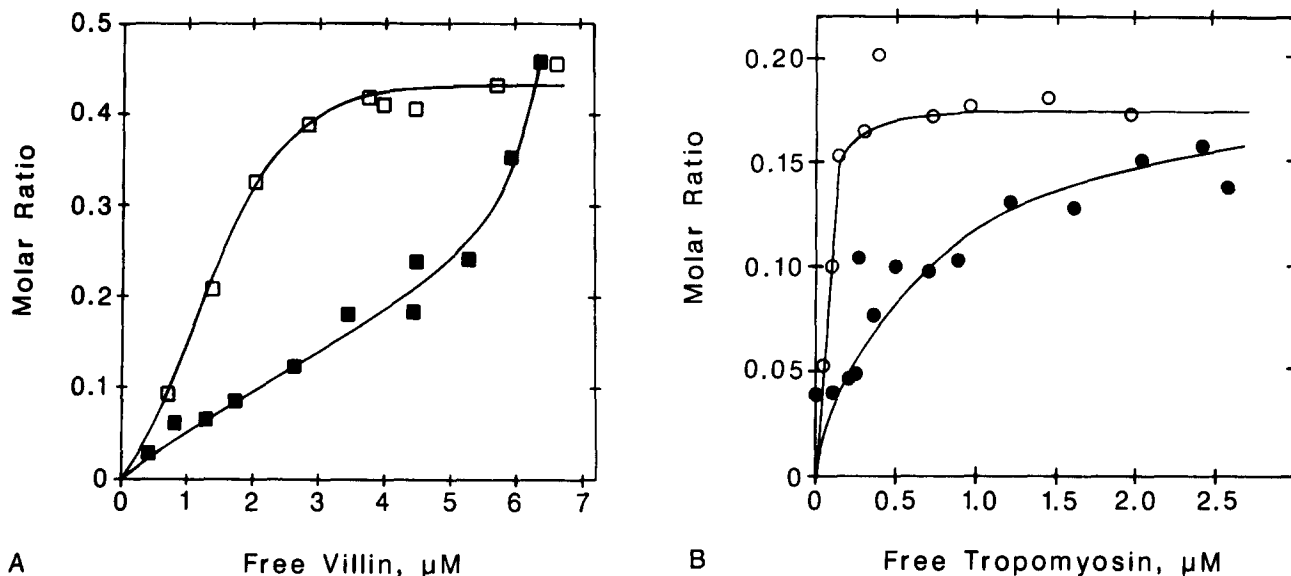 0.5
0.4
0.3
0.2
0.1
0
Molar Ratio
0 1 2 3 4 5 6 7
A Free Villin, µM
0.20
0.15
0.10
0.05
0
Molar Ratio
0 0.5 1.0 1.5 2.0 2.5
B Free Tropomyosin, µM